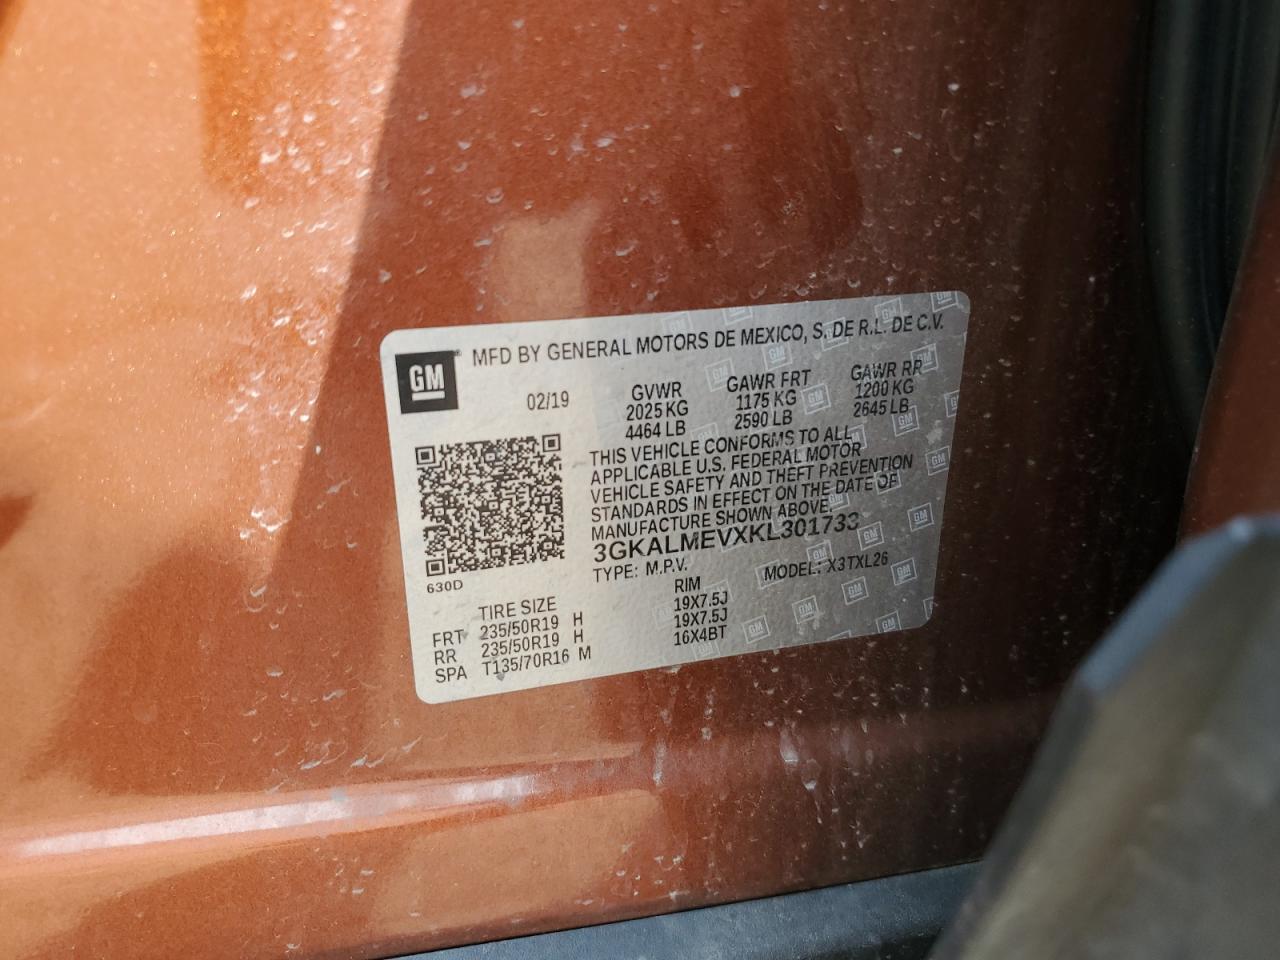 GM
MFD BY GENERAL MOTORS DE MEXICO, S. DE R.L. DE C.V.
02/19
GVWR GAWR FRT GAWR RR
2025 KG 1175 KG 1200 KG
4464 LB 2590 LB 2645 LB
THIS VEHICLE CONFORMS TO ALL
APPLICABLE U.S. FEDERAL MOTOR
VEHICLE SAFETY AND THEFT PREVENTION
STANDARDS IN EFFECT ON THE DATE OF
MANUFACTURE SHOWN ABOVE.
3GKALMEVXKL301733
TYPE: M.P.V. MODEL: X3TXL26
630D
TIRE SIZE RIM
FRT 235/50R19 H 19X7.5J
RR 235/50R19 H 19X7.5J
SPA T135/70R16 M 16X4BT